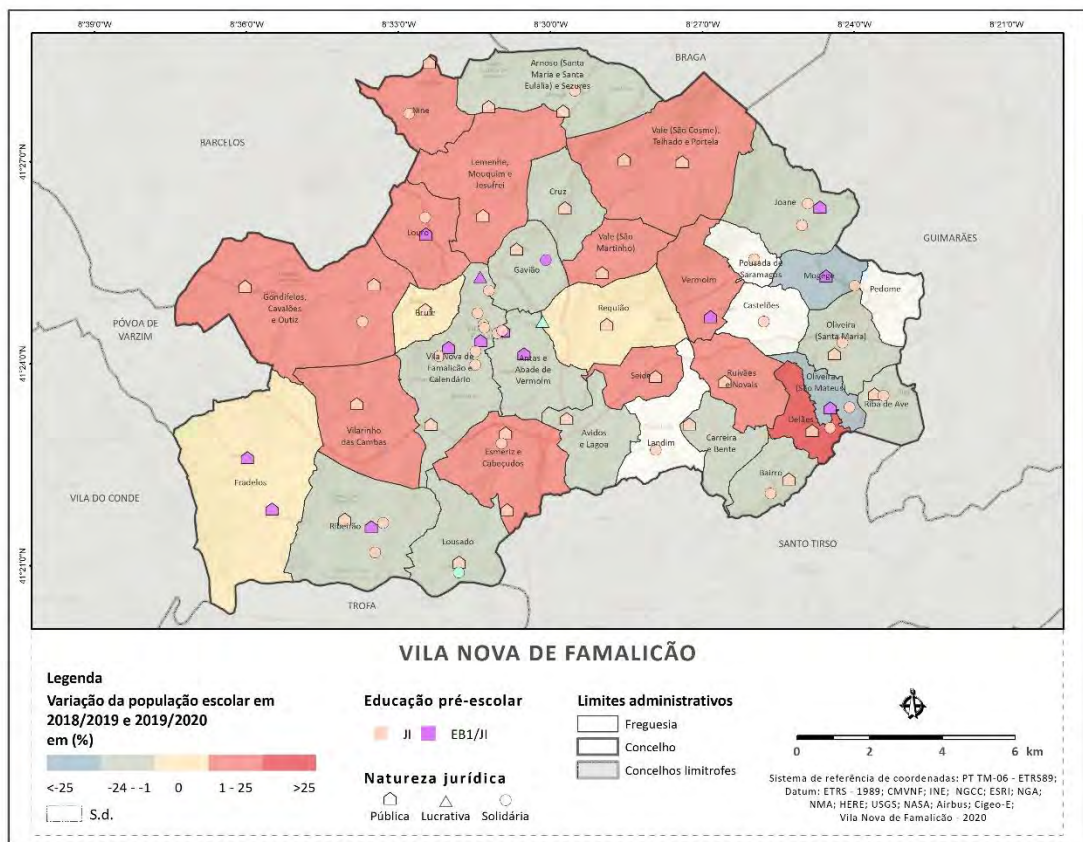 8°39'0"W 8°36'0"W 8°33'0"W 8°30'0"W 8°27'0"W 8°24'0"W 8°21'0"W
41°27'0"N
41°24'0"N
41°21'0"N
BRAGA
BARCELOS
GUIMARÃES
PÓVOA DE
VARZIM
VILA DO CONDE
TROFA
SANTO TIRSO
Arnoso (Santa
Maria e Santa
Eulália) e Sezures
Nine
Lemenhe,
Mouquim e
Jesufrei
Vale (São Cosme),
Telhado e Portela
Cruz
Joane
Louro
Gavião
Vale (São
Martinho)
Vermoim
Pousada de
Saramagos
Mogege
Pedome
Gondifelos,
Cavalões
e Outiz
Brufe
Requião
Castelões
Oliveira
(Santa Maria)
Vila Nova de
Famalicão e
Calendário
Antas e
Abade de
Vermoim
Seide
Ruivães
e Novais
Oliveira
(São Mateus)
Riba de Ave
Delães
Vilarinho
das Cambas
Esmeriz e
Cabeçudos
Avidos
e Lagoa
Landim
Carreira
e Bente
Bairro
Fradelos
Ribeirão
Lousado
VILA NOVA DE FAMALICÃO
Legenda
Variação da população escolar em
2018/2019 e 2019/2020
em (%)
<-25 -24 - -1 0 1 - 25 >25
S.d.
Educação pré-escolar
JI EB1/JI
Natureza jurídica
Pública Lucrativa Solidária
Limites administrativos
Freguesia
Concelho
Concelhos limitrofes
0 2 4 6 km
Sistema de referência de coordenadas: PT TM-06 - ETRS89;
Datum: ETRS - 1989; CMVNF; INE; NGCC; ESRI; NGA;
NMA; HERE; USGS; NASA; Airbus; Cigeo-E;
Vila Nova de Famalicão - 2020